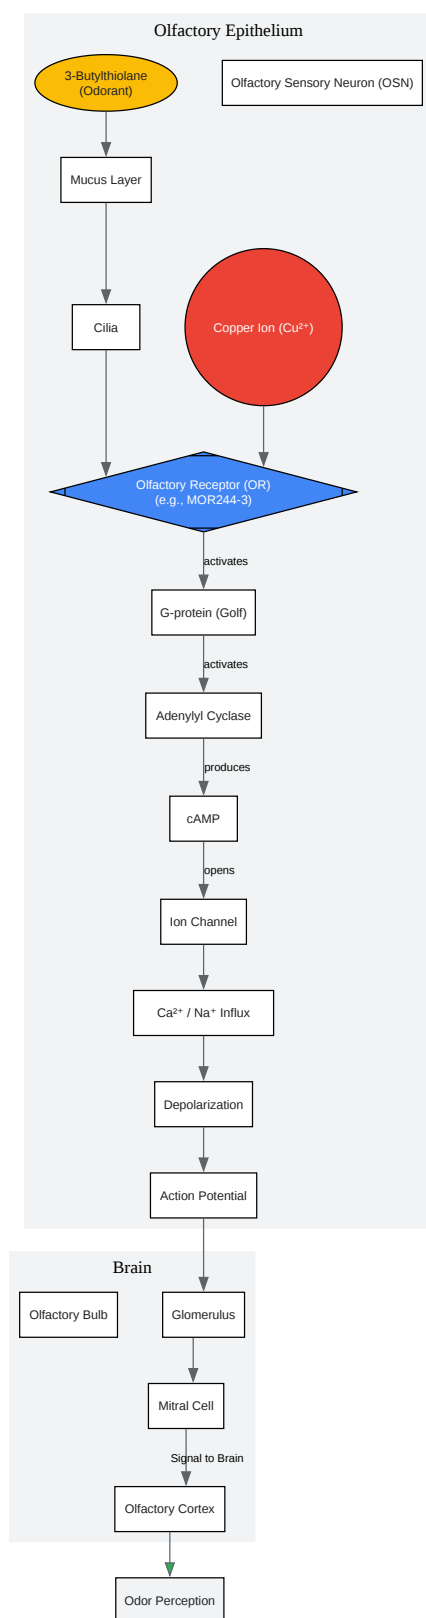 Olfactory Epithelium
3-Butylthiolane
(Odorant)
Olfactory Sensory Neuron (OSN)
Mucus Layer
Cilia
Copper Ion (Cu²⁺)
Olfactory Receptor (OR)
(e.g., MOR244-3)
activates
G-protein (Golf)
activates
Adenylyl Cyclase
produces
cAMP
opens
Ion Channel
Ca²⁺ / Na⁺ Influx
Depolarization
Action Potential
Brain
Olfactory Bulb
Glomerulus
Mitral Cell
Signal to Brain
Olfactory Cortex
Odor Perception